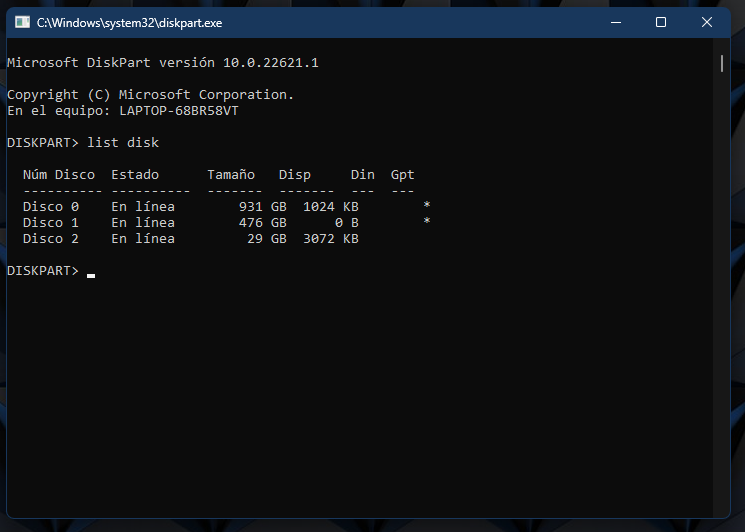 C:\Windows\system32\diskpart.exe
Microsoft DiskPart versión 10.0.22621.1
Copyright (C) Microsoft Corporation.
En el equipo: LAPTOP-68BR58VT
DISKPART> list disk
  Núm Disco  Estado      Tamaño   Disp     Din  Gpt
  ---------- ----------  -------  -------  ---  ---
  Disco 0    En línea        931 GB  1024 KB        *
  Disco 1    En línea        476 GB      0 B        *
  Disco 2    En línea         29 GB  3072 KB
DISKPART>